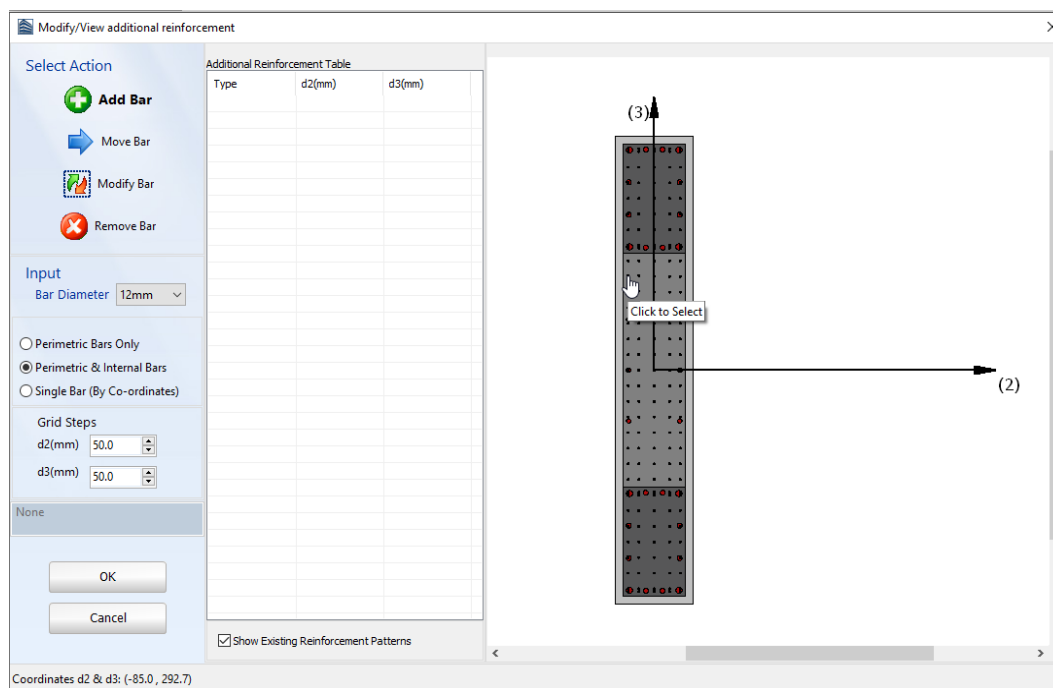 Modify/View additional reinforcement
Select Action
Add Bar
Move Bar
Modify Bar
Remove Bar
Input
Bar Diameter 12mm
Perimetric Bars Only
Perimetric & Internal Bars
Single Bar (By Co-ordinates)
Grid Steps
d2(mm) 50.0
d3(mm) 50.0
None
OK
Cancel
Additional Reinforcement Table
Type d2(mm) d3(mm)
Show Existing Reinforcement Patterns
(3)
Click to Select
(2)
Coordinates d2 & d3: (-85.0 , 292.7)